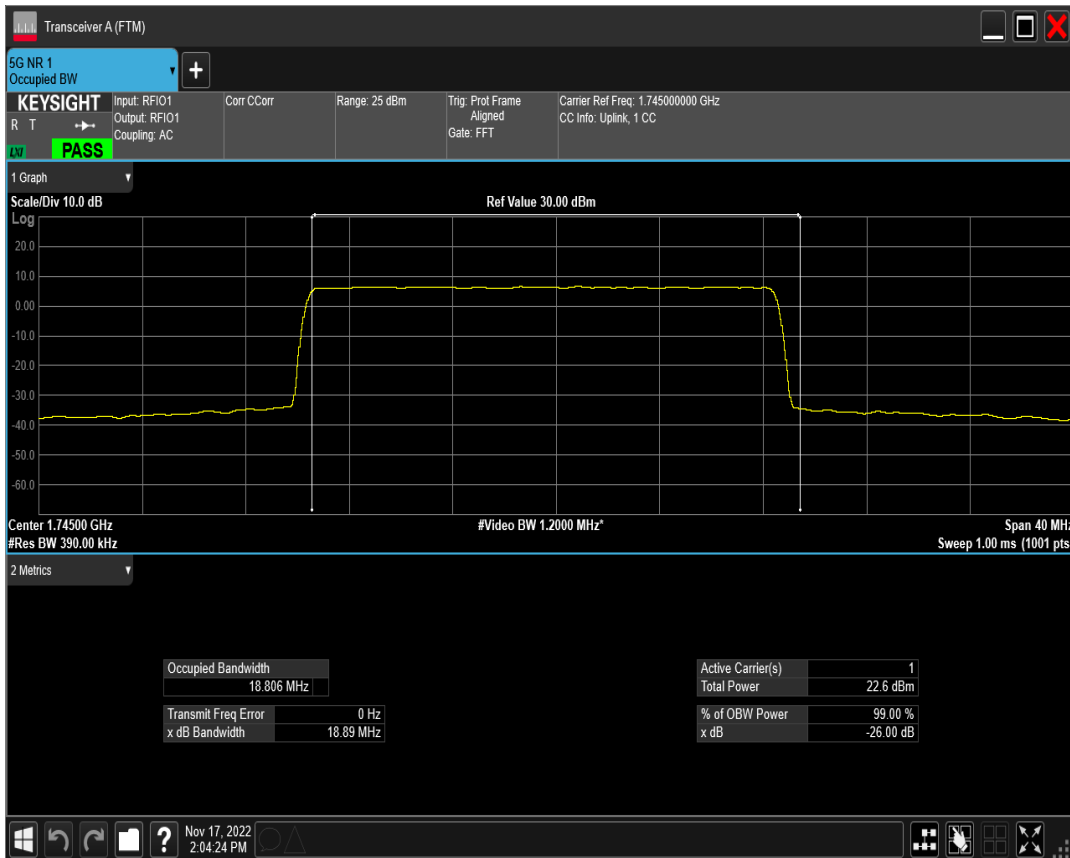 Transceiver A (FTM)
5G NR 1
Occupied BW
+
KEYSIGHT
R T
LXI
PASS
Input: RFIO1
Output: RFIO1
Coupling: AC
Corr CCorr
Range: 25 dBm
Trig: Prot Frame
Aligned
Gate: FFT
Carrier Ref Freq: 1.745000000 GHz
CC Info: Uplink, 1 CC
1 Graph
Scale/Div 10.0 dB
Ref Value 30.00 dBm
Log
20.0
10.0
0.00
-10.0
-20.0
-30.0
-40.0
-50.0
-60.0
Center 1.74500 GHz
#Video BW 1.2000 MHz*
Span 40 MHz
#Res BW 390.00 kHz
Sweep 1.00 ms (1001 pts
2 Metrics
Occupied Bandwidth
18.806 MHz
Transmit Freq Error 0 Hz
x dB Bandwidth 18.89 MHz
Active Carrier(s) 1
Total Power 22.6 dBm
% of OBW Power 99.00 %
x dB -26.00 dB
?
Nov 17, 2022
2:04:24 PM